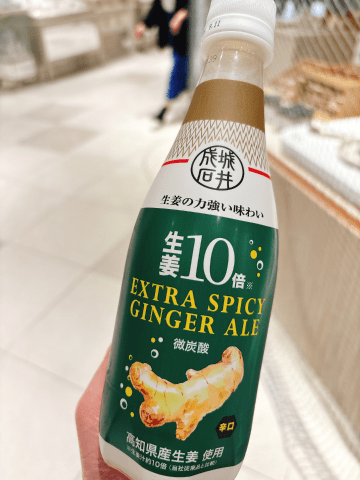 成城
石井
生姜の力強い味わい
生姜10倍※
EXTRA SPICY
GINGER ALE
微炭酸
辛口
高知県産生姜 使用